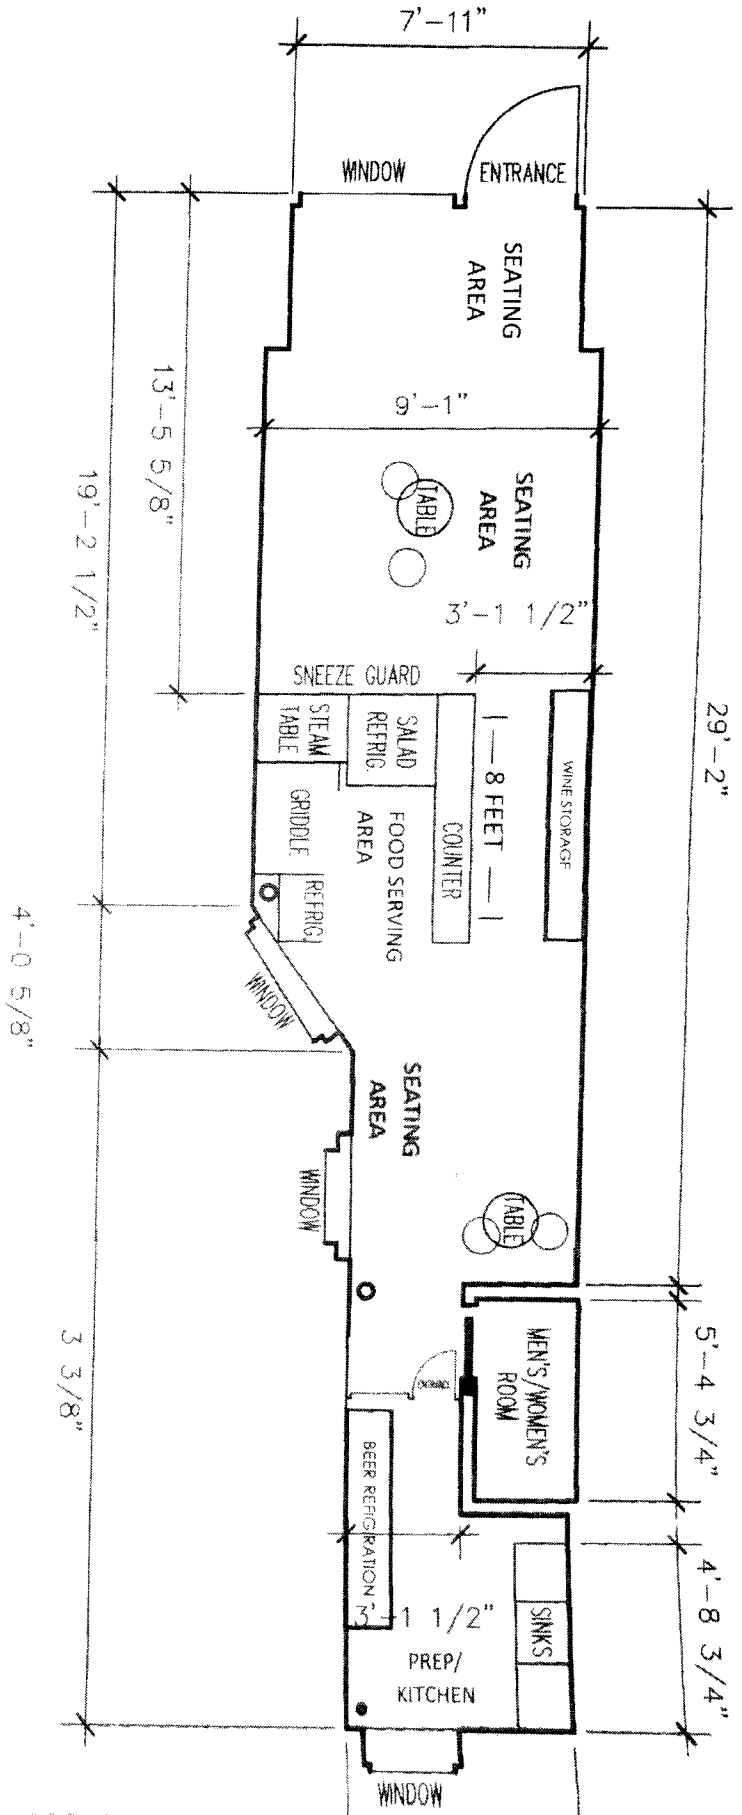 7'-11"
WINDOW
ENTRANCE
SEATING
AREA
9'-1"
13'-5 5/8"
19'-2 1/2"
TABLE
SEATING
AREA
3'-1 1/2"
29'-2"
SNEEZE GUARD
STEAM
TABLE
SALAD
REFRIG.
8 FEET
WINE STORAGE
GRIDDLE
FOOD SERVING
AREA
COUNTER
REFRIG
4'-0 5/8"
WINDOW
SEATING
AREA
WINDOW
TABLE
3 3/8"
MEN'S/WOMEN'S
ROOM
5'-4 3/4"
ENTRANCE
BEER REFIGIRATION
3'-1 1/2"
SINKS
4'-8 3/4"
PREP/
KITCHEN
WINDOW